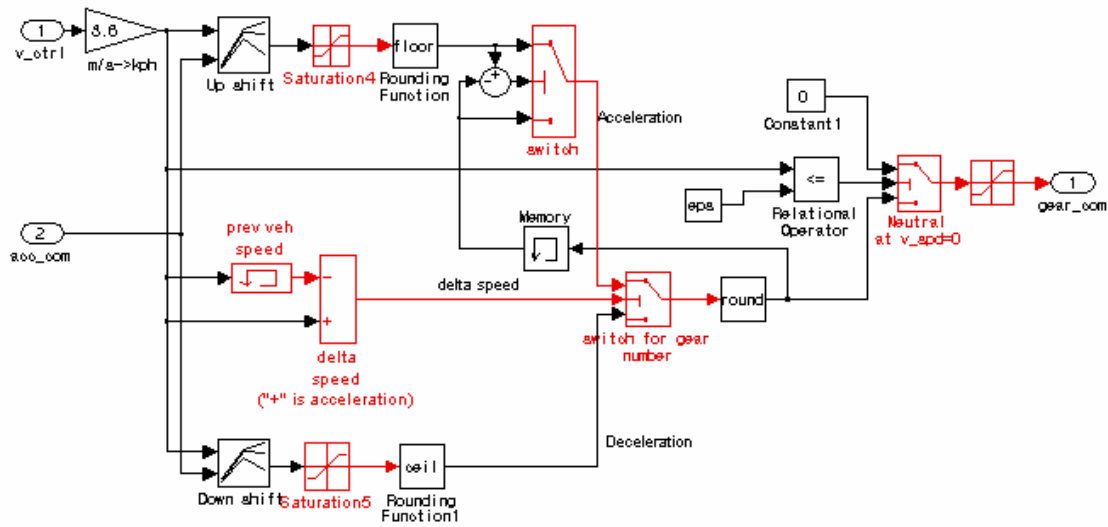 1
v_ctrl
3.6
m/s->kph
Up shift
Saturation4
floor
Rounding
Function
-
+
switch
Acceleration
0
Constant1
<=
Relational
Operator
eps
Neutral
at v_spd=0
1
gear_com
2
acc_com
prev veh
speed
-
+
delta
speed
("+" is acceleration)
Memory
delta speed
switch for gear
number
round
Down shift
Saturation5
ceil
Rounding
Function1
Deceleration